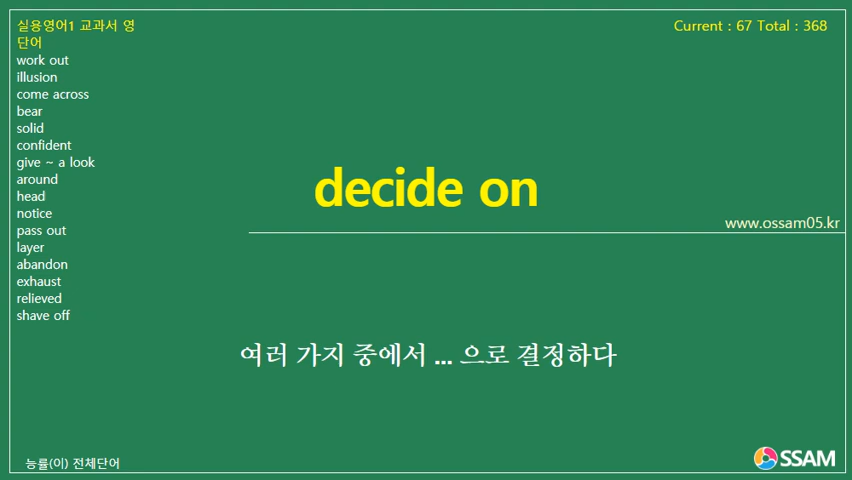 실용영어1 교과서 영
단어
Current : 67 Total : 368
work out
illusion
come across
bear
solid
confident
give ~ a look
around
head
notice
pass out
layer
abandon
exhaust
relieved
shave off
decide on
www.ossam05.kr
여러 가지 중에서 ... 으로 결정하다
능률(이) 전체단어
OSSAM